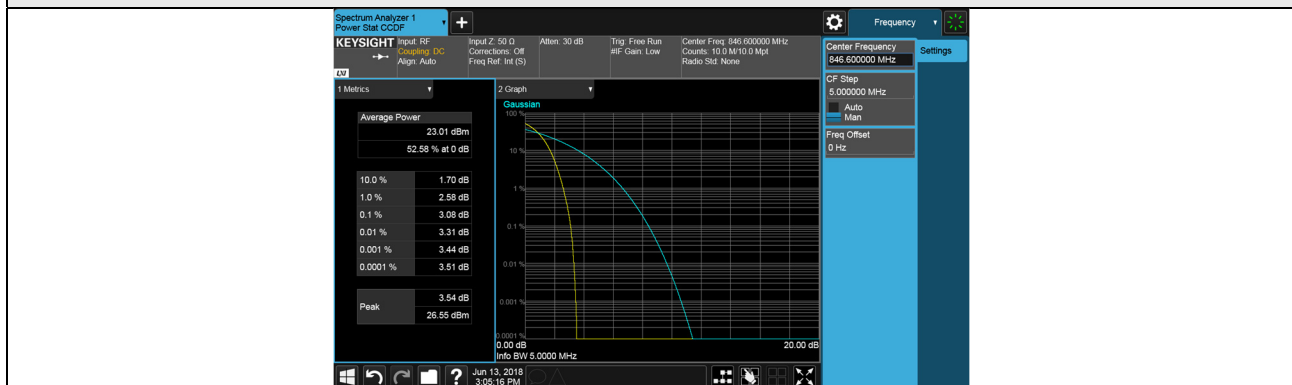 Spectrum Analyzer 1
Power Stat CCDF
Frequency
KEYSIGHT
Input: RF
Coupling: DC
Align: Auto
Input Z: 50 Ω
Corrections: Off
Freq Ref: Int (S)
Atten: 30 dB
Trig: Free Run
#IF Gain: Low
Center Freq: 846.600000 MHz
Counts: 10.0 M/10.0 Mpt
Radio Std: None
LXI
Center Frequency
846.600000 MHz
Settings
CF Step
5.000000 MHz
Auto
Man
Freq Offset
0 Hz
1 Metrics
Average Power
23.01 dBm
52.58 % at 0 dB
10.0 % 1.70 dB
1.0 % 2.58 dB
0.1 % 3.08 dB
0.01 % 3.31 dB
0.001 % 3.44 dB
0.0001 % 3.51 dB
Peak 3.54 dB
26.55 dBm
2 Graph
Gaussian
100 %
10 %
1 %
0.1 %
0.01 %
0.001 %
0.0001 %
0.00 dB 20.00 dB
Info BW 5.0000 MHz
Jun 13, 2018
3:05:16 PM